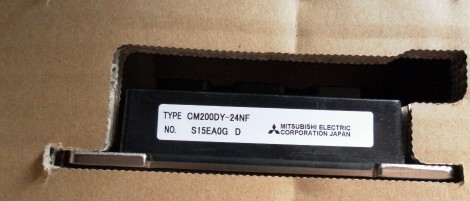 TYPE CM200DY-24NF
NO. S15EA0G D
MITSUBISHI ELECTRIC
CORPORATION JAPAN